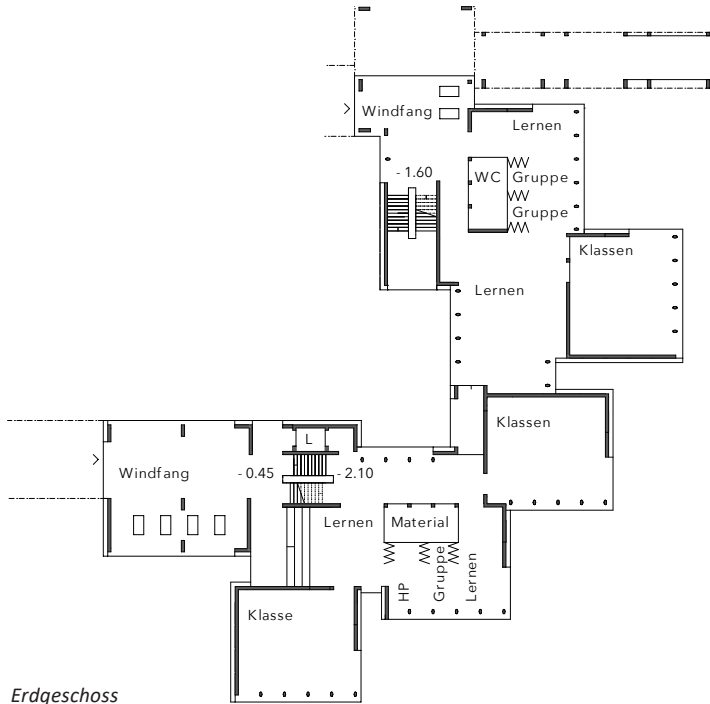 Windfang
Lernen
- 1.60
WC
Gruppe
Gruppe
Klassen
Lernen
Klassen
L
Windfang
- 0.45
- 2.10
Lernen
Material
HP
Gruppe
Lernen
Klasse
Erdgeschoss